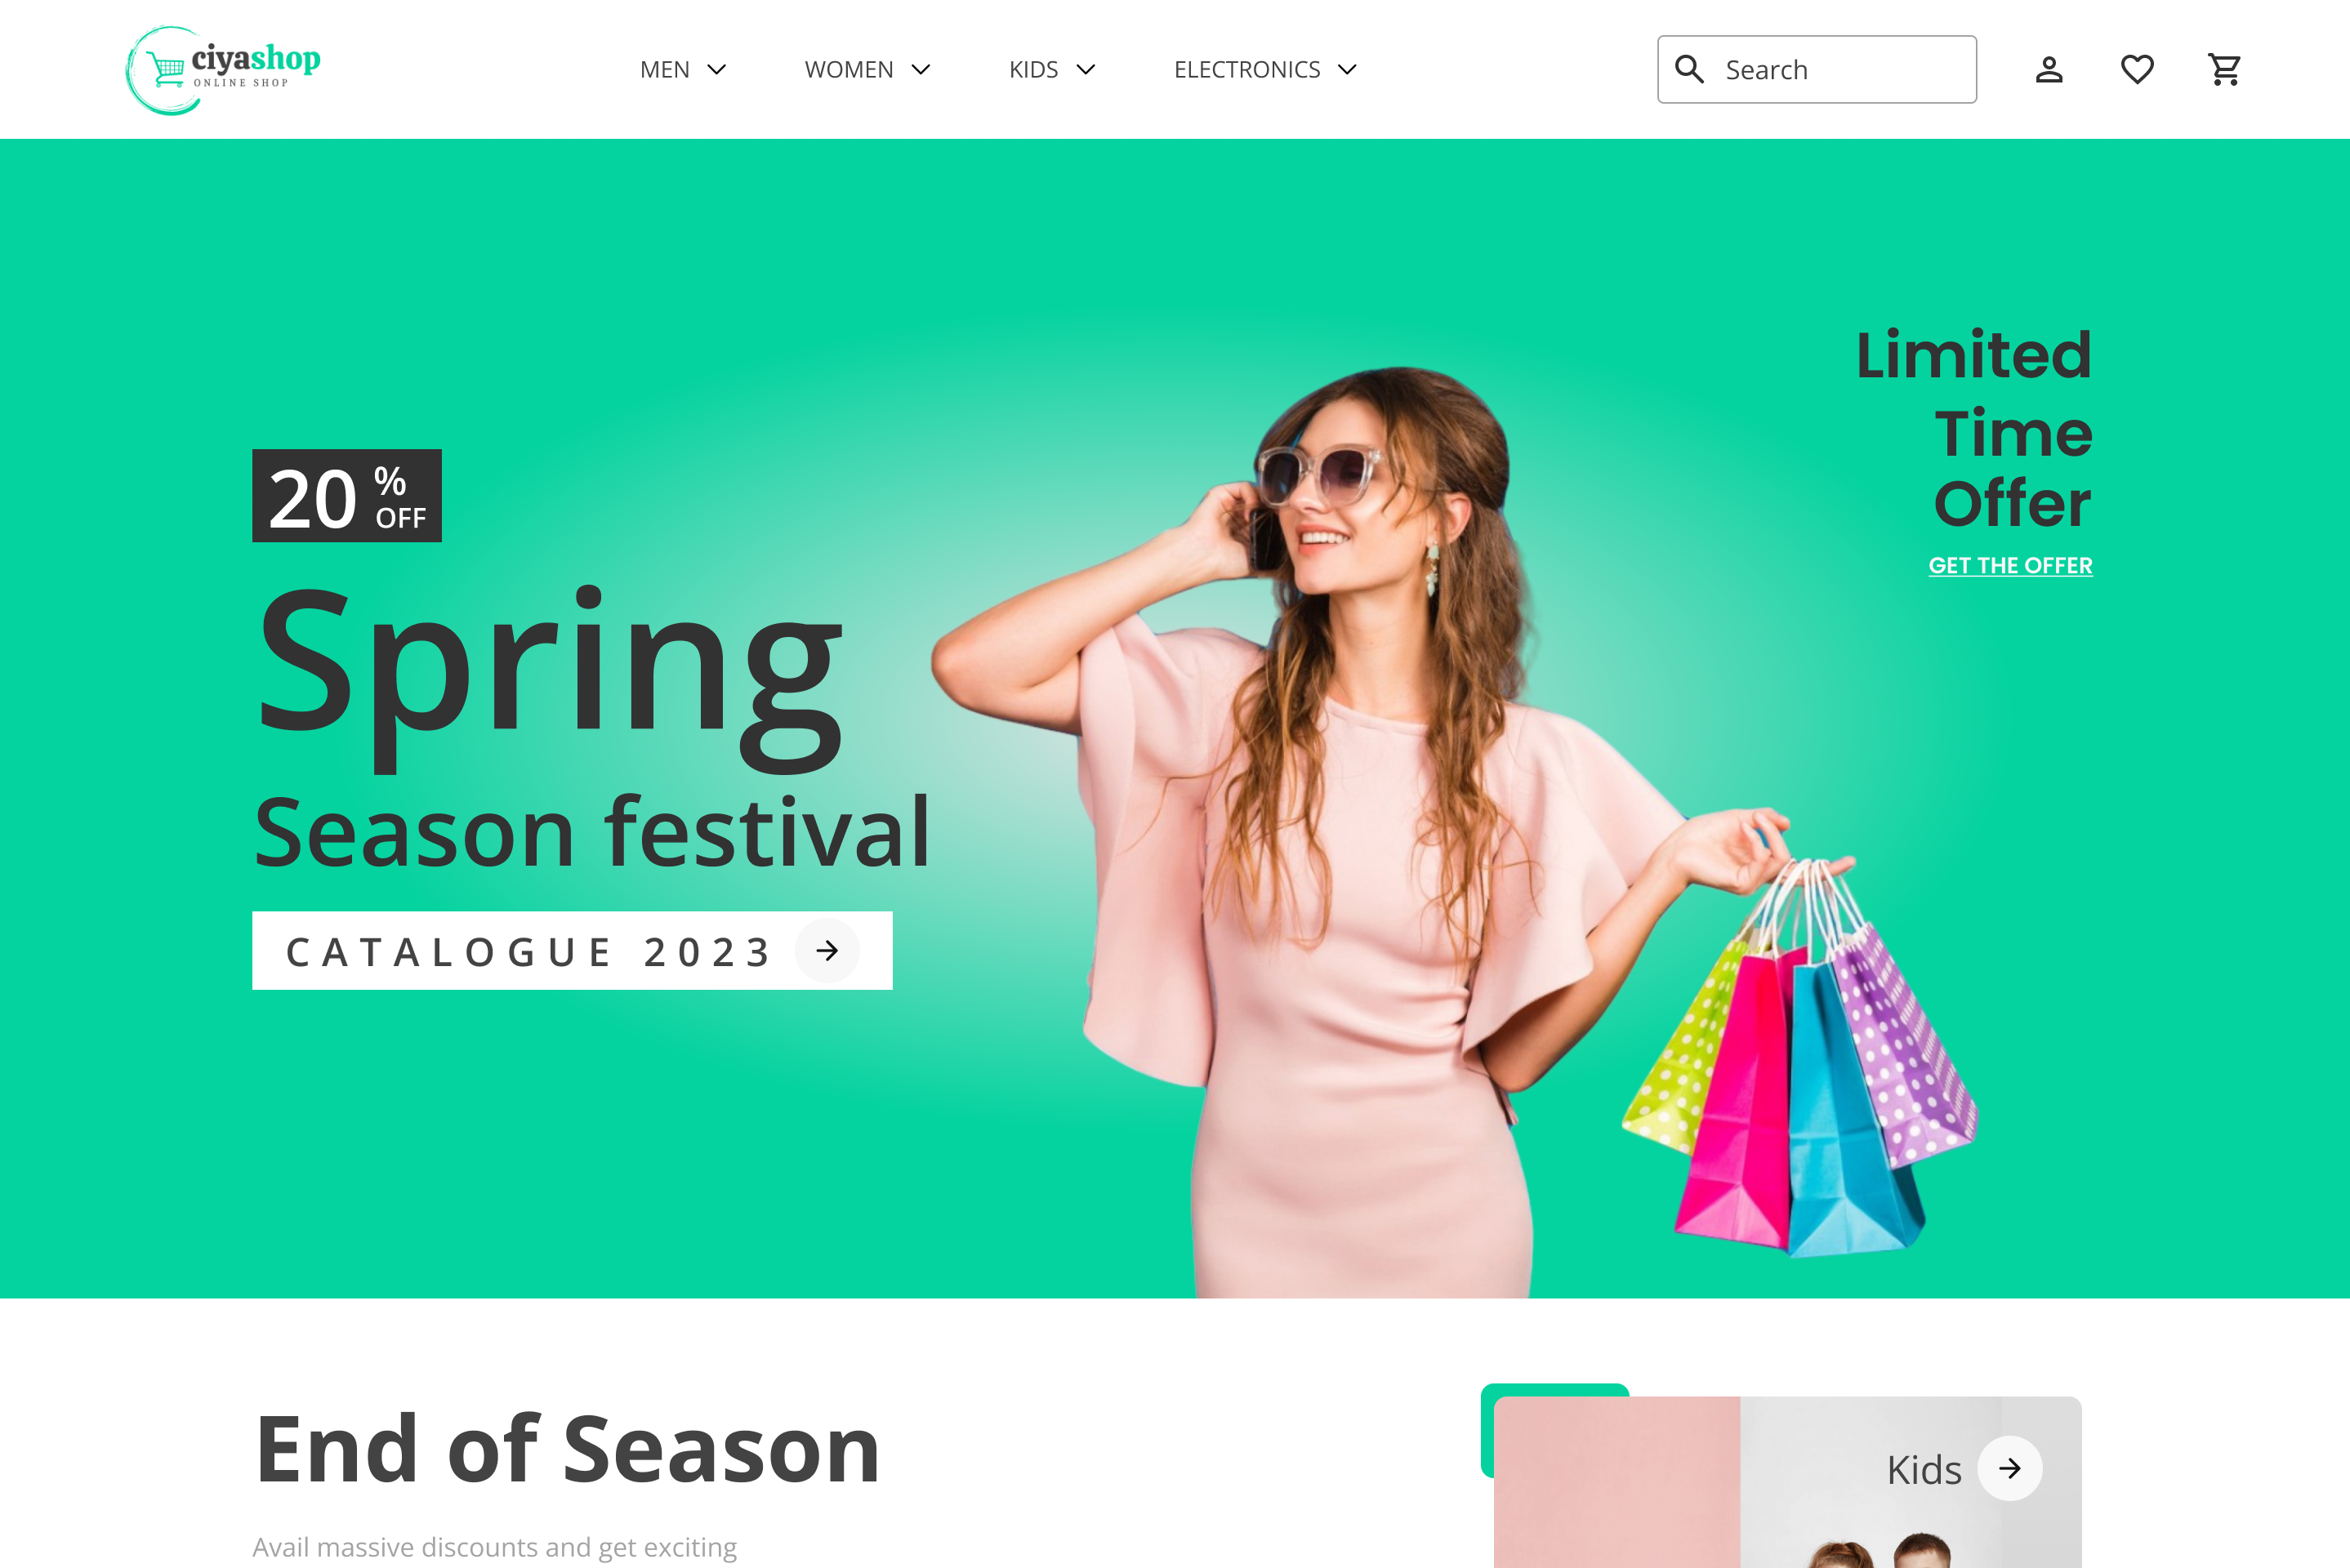 ciyashop
ONLINE SHOP
MEN
WOMEN
KIDS
ELECTRONICS
Search
Limited
Time
Offer
GET THE OFFER
20 %
OFF
Spring
Season festival
CATALOGUE 2023
End of Season
Avail massive discounts and get exciting
Kids